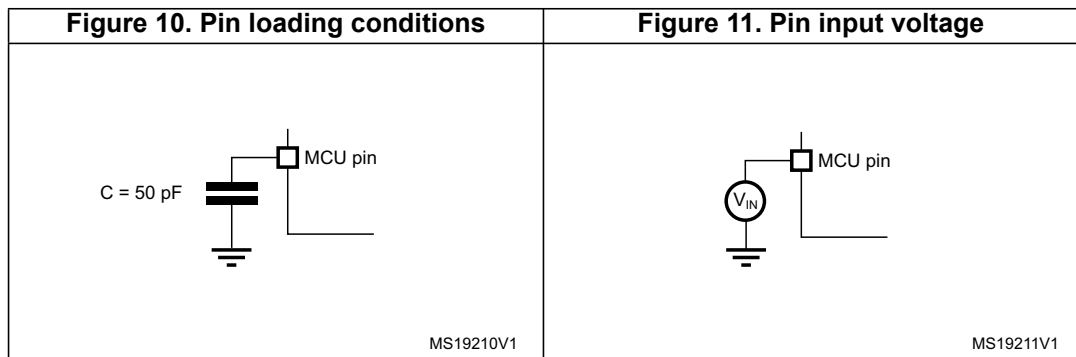 Figure 10. Pin loading conditions
MCU pin
C = 50 pF
MS19210V1
Figure 11. Pin input voltage
MCU pin
VIN
MS19211V1